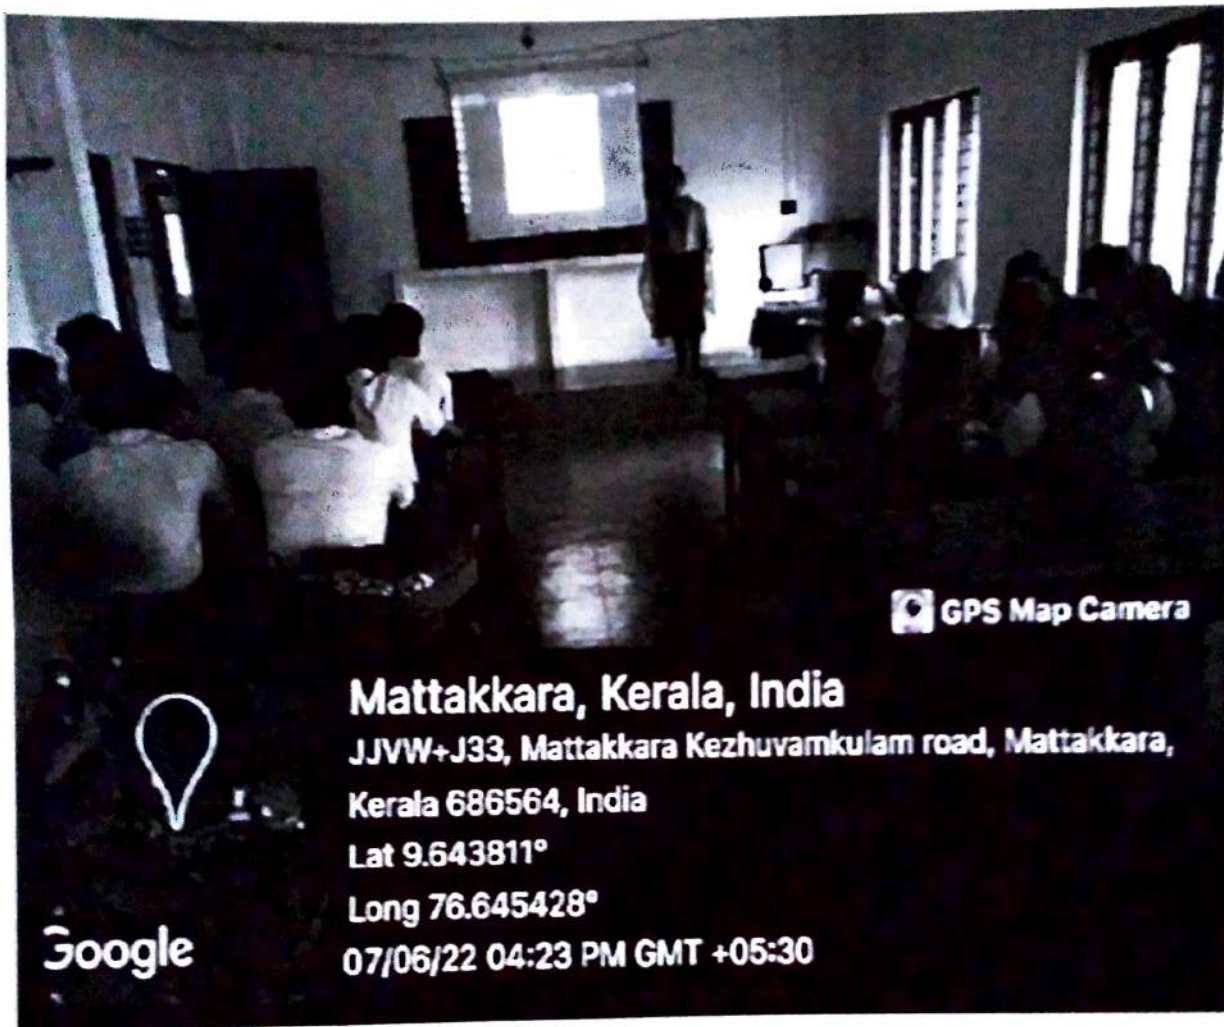 GPS Map Camera
Mattakkara, Kerala, India
JJVW+J33, Mattakkara Kezhuvamkulam road, Mattakkara,
Kerala 686564, India
Lat 9.643811°
Long 76.645428°
07/06/22 04:23 PM GMT +05:30
Google